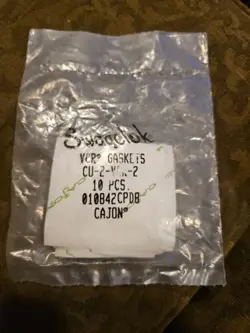 Swagelok
VCR® GASKETS
CU-2-VCR-2
10 PCS.
010842CPDB
CAJON®